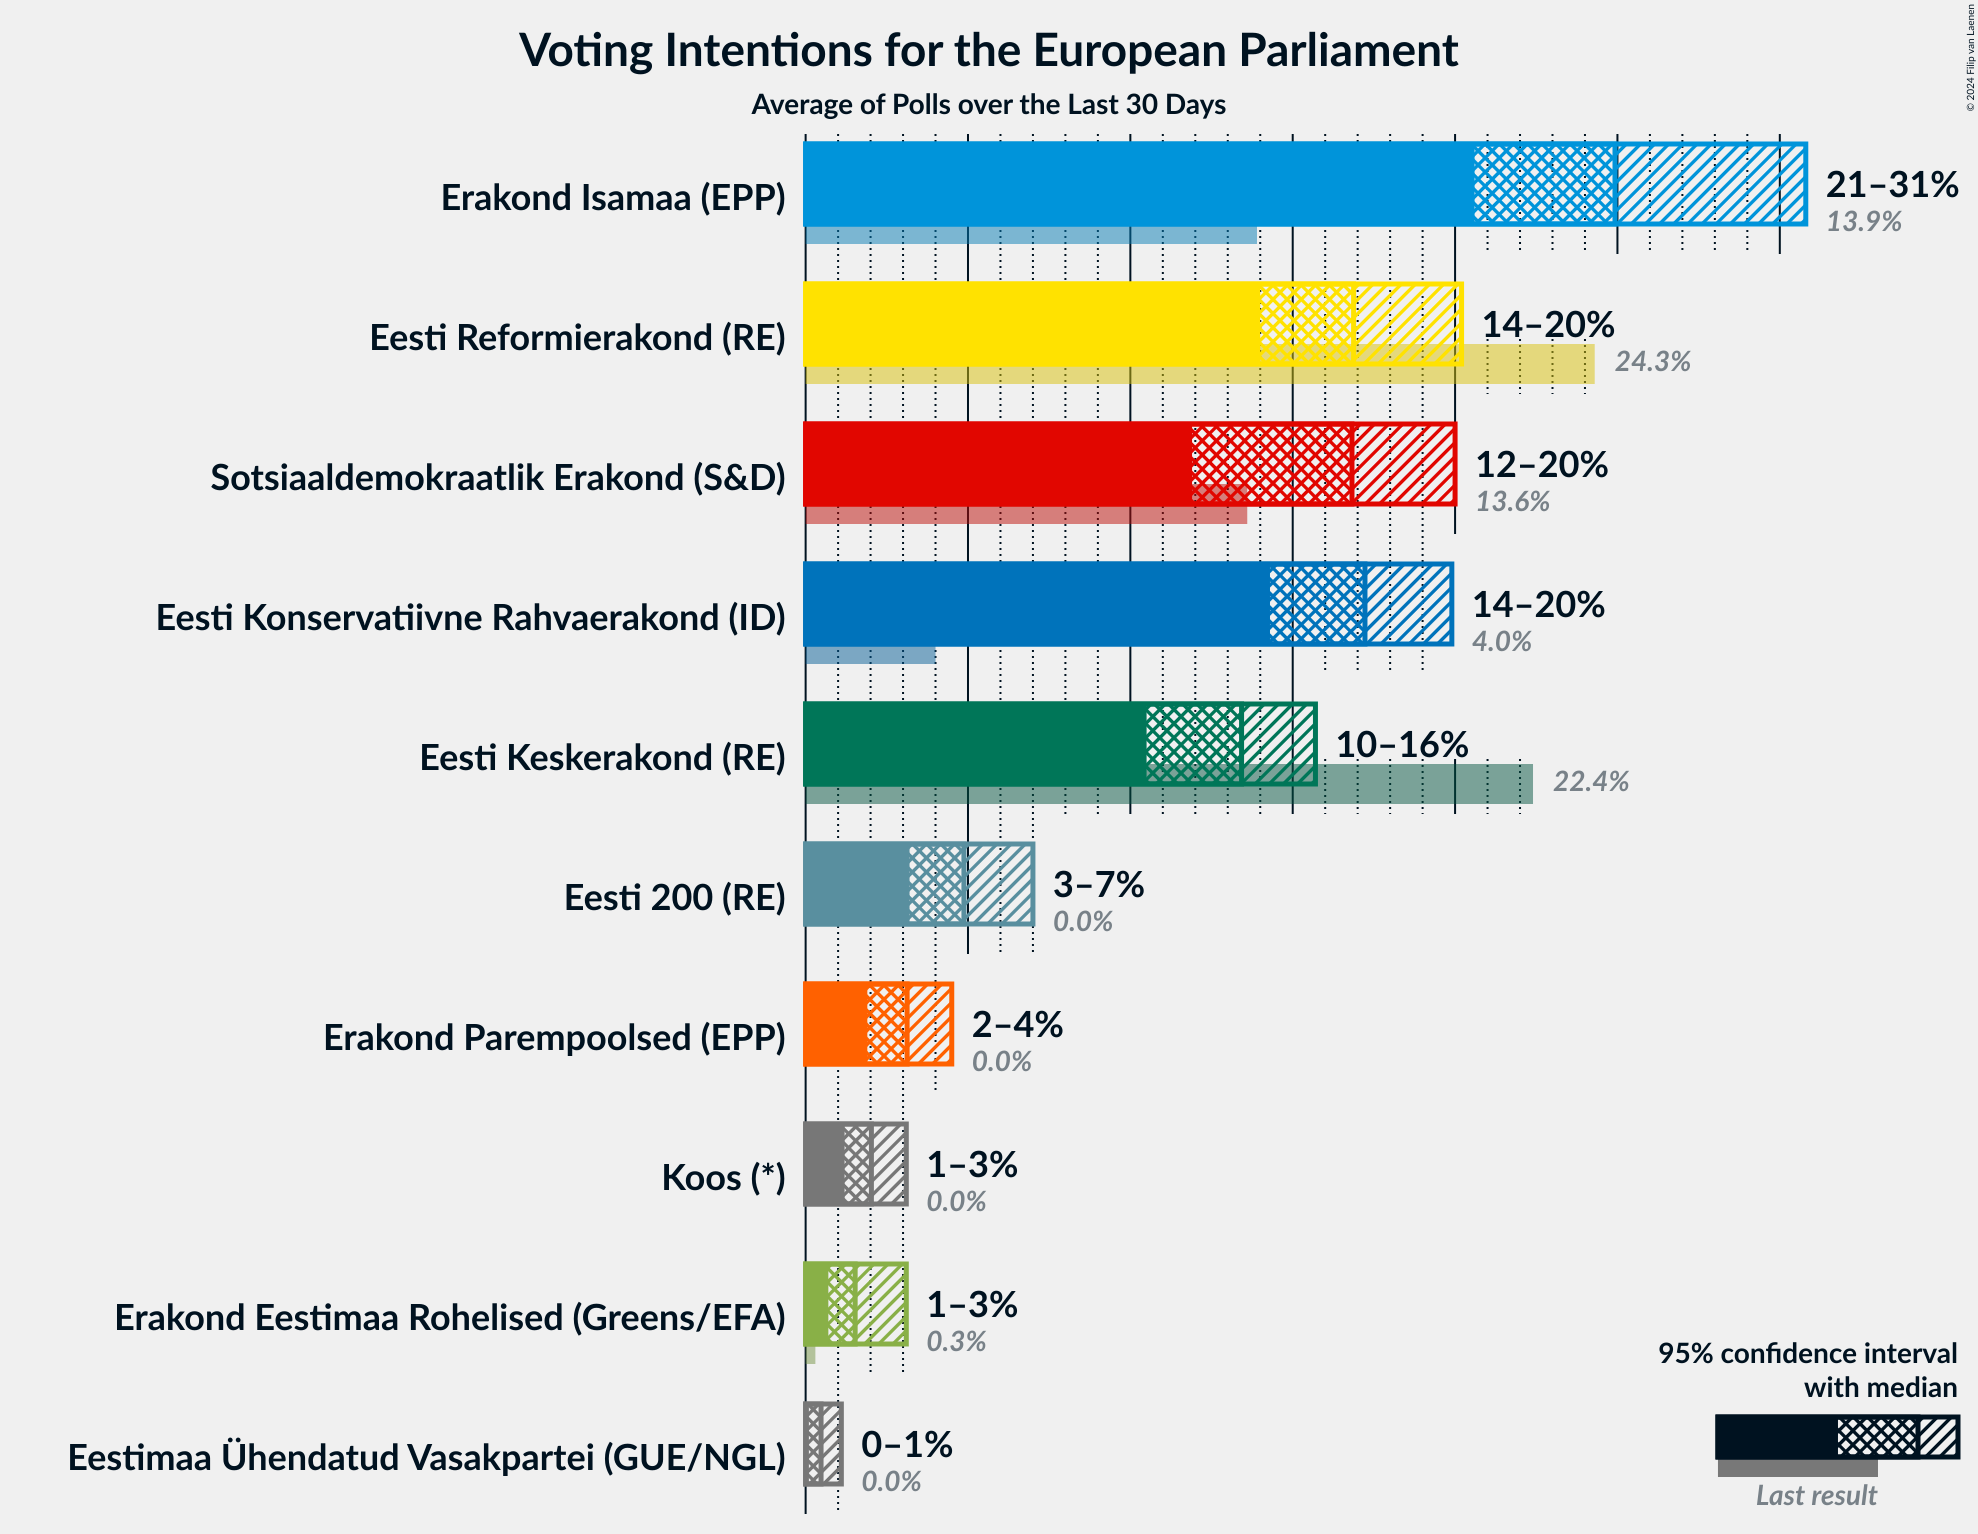 Voting Intentions for the European Parliament
Average of Polls over the Last 30 Days
© 2024 Filip van Laenen
Erakond Isamaa (EPP)
21–31%
13.9%
Eesti Reformierakond (RE)
14–20%
24.3%
Sotsiaaldemokraatlik Erakond (S&D)
12–20%
13.6%
Eesti Konservatiivne Rahvaerakond (ID)
14–20%
4.0%
Eesti Keskerakond (RE)
10–16%
22.4%
Eesti 200 (RE)
3–7%
0.0%
Erakond Parempoolsed (EPP)
2–4%
0.0%
Koos (*)
1–3%
0.0%
Erakond Eestimaa Rohelised (Greens/EFA)
1–3%
0.3%
Eestimaa Ühendatud Vasakpartei (GUE/NGL)
0–1%
0.0%
95% confidence interval
with median
Last result